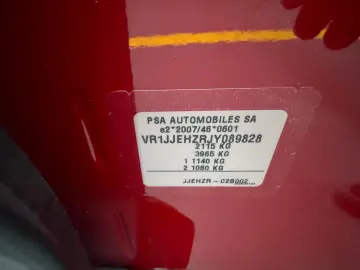 PSA AUTOMOBILES SA
e2*2007/46*0601
VR1JJEHZRJY089828
2115 KG
3965 KG
1 1140 KG
2 1080 KG
JJEHZR-C2B002